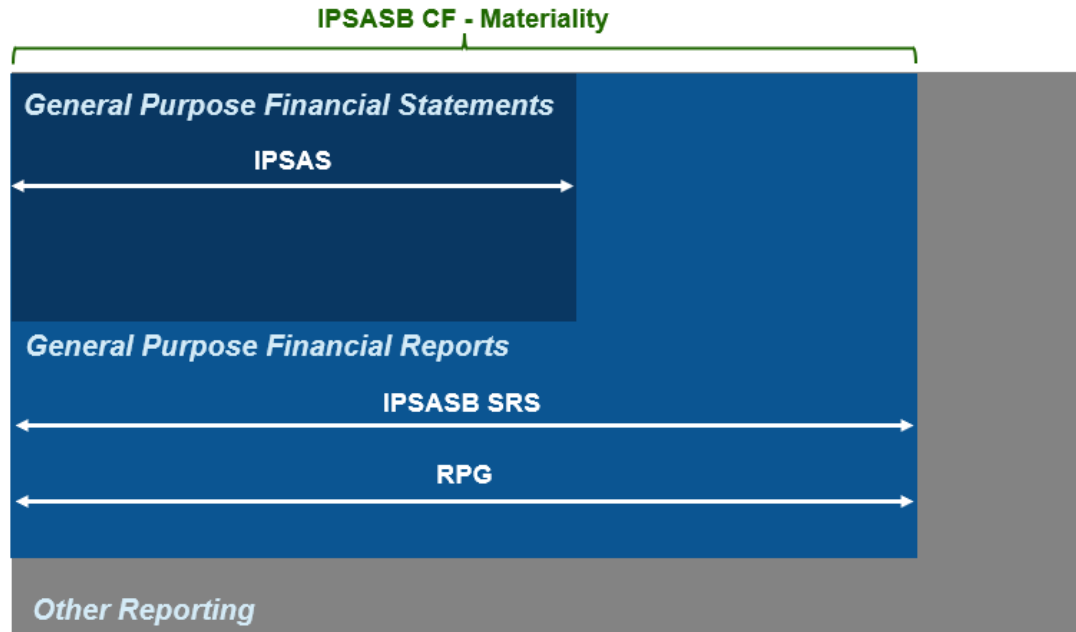 IPSASB CF - Materiality
General Purpose Financial Statements
IPSAS
General Purpose Financial Reports
IPSASB SRS
RPG
Other Reporting